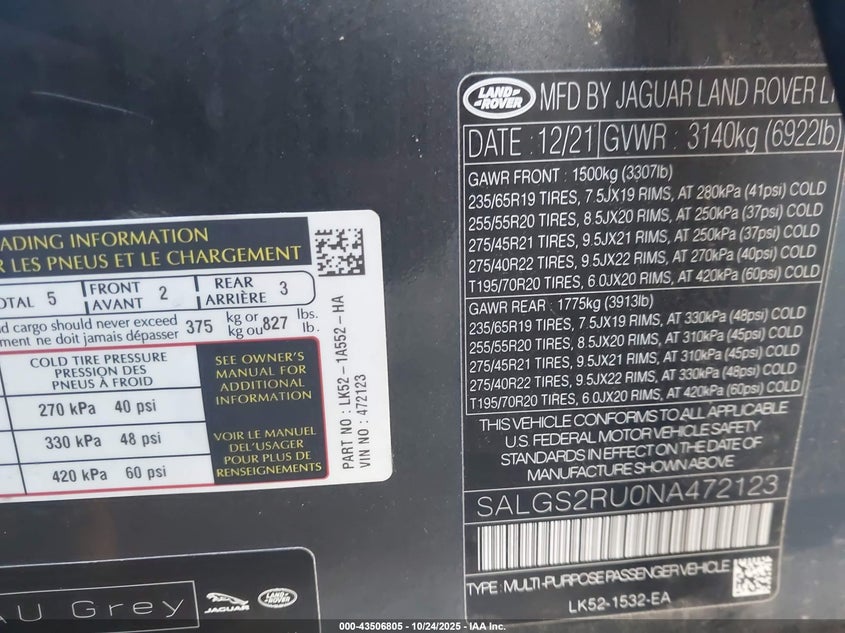 ADING INFORMATION
R LES PNEUS ET LE CHARGEMENT
OTAL 5 FRONT AVANT 2 REAR ARRIÈRE 3
nd cargo should never exceed 375 kg or 827 lbs.
ment ne doit jamais dépasser kg ou lb.
COLD TIRE PRESSURE
PRESSION DES
PNEUS À FROID
270 kPa 40 psi
330 kPa 48 psi
420 kPa 60 psi
SEE OWNER'S
MANUAL FOR
ADDITIONAL
INFORMATION
VOIR LE MANUEL
DEL'USAGER
POUR PLUS DE
RENSEIGNEMENTS
PART NO : LK52 - 1A552 - HA
VIN NO : 472123
AU Grey
JAGUAR
LAND ROVER
LAND ROVER
MFD BY JAGUAR LAND ROVER LT
DATE : 12/21 GVWR : 3140kg (6922lb)
GAWR FRONT : 1500kg (3307lb)
235/65R19 TIRES, 7.5JX19 RIMS, AT 280kPa (41psi) COLD
255/55R20 TIRES, 8.5JX20 RIMS, AT 250kPa (37psi) COLD
275/45R21 TIRES, 9.5JX21 RIMS, AT 250kPa (37psi) COLD
275/40R22 TIRES, 9.5JX22 RIMS, AT 270kPa (40psi) COLD
T195/70R20 TIRES, 6.0JX20 RIMS, AT 420kPa (60psi) COLD
GAWR REAR : 1775kg (3913lb)
235/65R19 TIRES, 7.5JX19 RIMS, AT 330kPa (48psi) COLD
255/55R20 TIRES, 8.5JX20 RIMS, AT 310kPa (45psi) COLD
275/45R21 TIRES, 9.5JX21 RIMS, AT 310kPa (45psi) COLD
275/40R22 TIRES, 9.5JX22 RIMS, AT 330kPa (48psi) COLD
T195/70R20 TIRES, 6.0JX20 RIMS, AT 420kPa (60psi) COLD
THIS VEHICLE CONFORMS TO ALL APPLICABLE
U.S. FEDERAL MOTOR VEHICLE SAFETY
STANDARDS IN EFFECT ON THE DATE OF
MANUFACTURE SHOWN ABOVE.
SALGS2RU0NA472123
TYPE : MULTI-PURPOSE PASSENGER VEHICLE
LK52-1532-EA
000-43506805 - 10/24/2025 - IAA Inc.